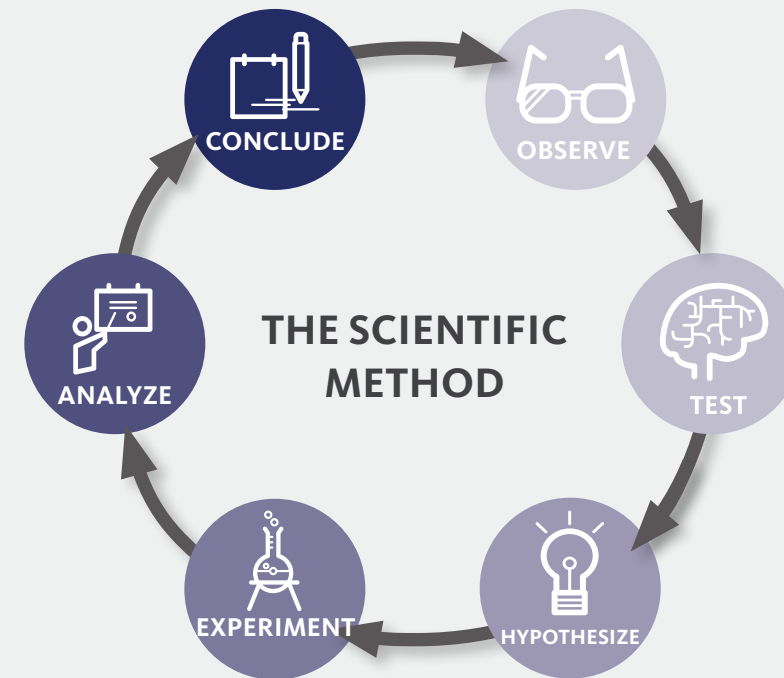 CONCLUDE
OBSERVE
THE SCIENTIFIC
METHOD
ANALYZE
TEST
EXPERIMENT
HYPOTHESIZE